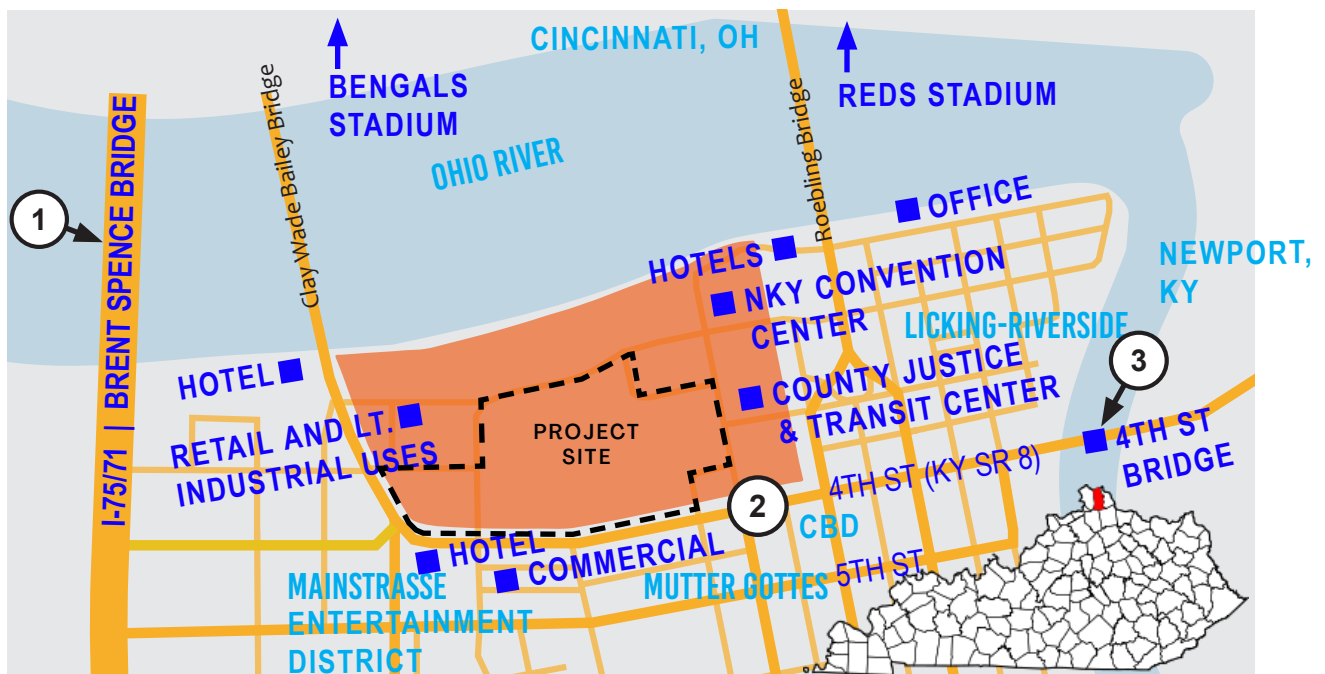 CINCINNATI, OH
BENGALS
STADIUM
REDS STADIUM
Clay Wade Bailey Bridge
Roebling Bridge
I-75/71 | BRENT SPENCE BRIDGE
OHIO RIVER
1
OFFICE
HOTELS
NKY CONVENTION
CENTER
NEWPORT,
KY
LICKING-RIVERSIDE
3
HOTEL
COUNTY JUSTICE
& TRANSIT CENTER
RETAIL AND LT.
INDUSTRIAL USES
PROJECT
SITE
4TH ST
BRIDGE
4TH ST (KY SR 8)
2
CBD
HOTEL
COMMERCIAL
MAINSTRASSE
ENTERTAINMENT
DISTRICT
MUTTER GOTTES
5TH ST